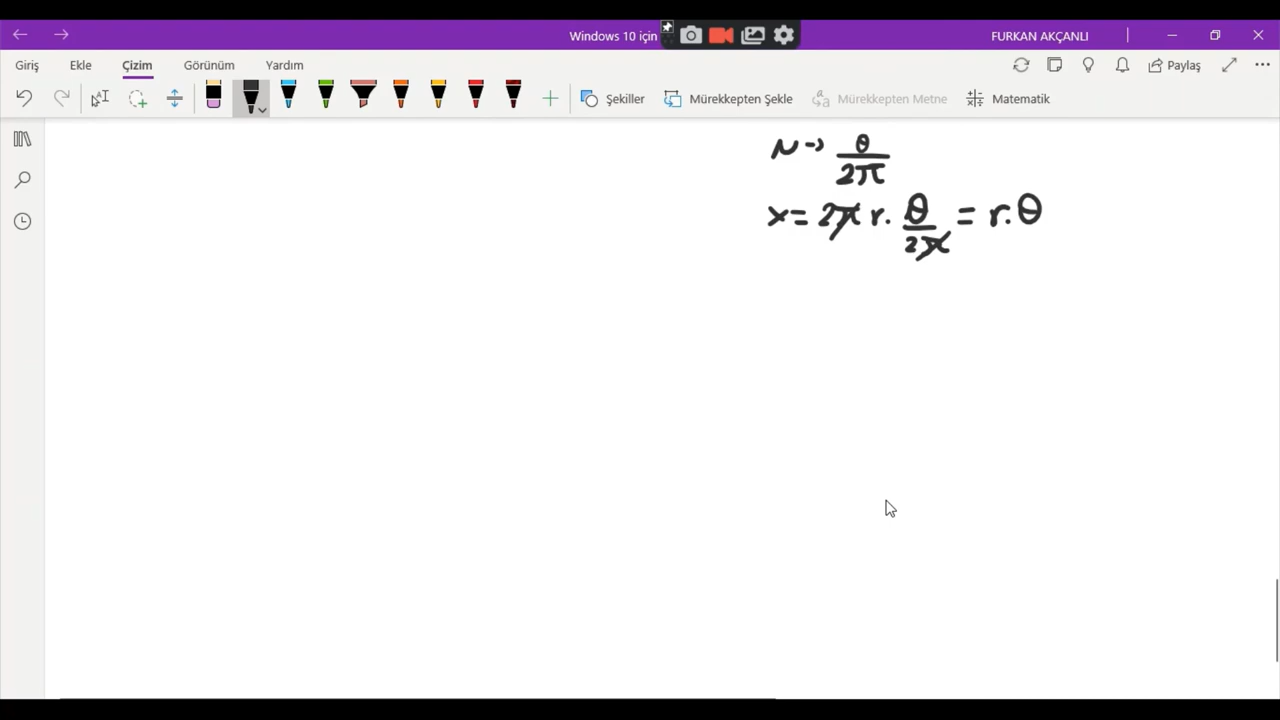 Windows 10 için
FURKAN AKÇANLI
Giriş Ekle Çizim Görünüm Yardım
Paylaş
Şekiller Mürekkepten Şekle Mürekkepten Metne Matematik
N → θ/2π
x = 2π r. θ/2π = r.θ